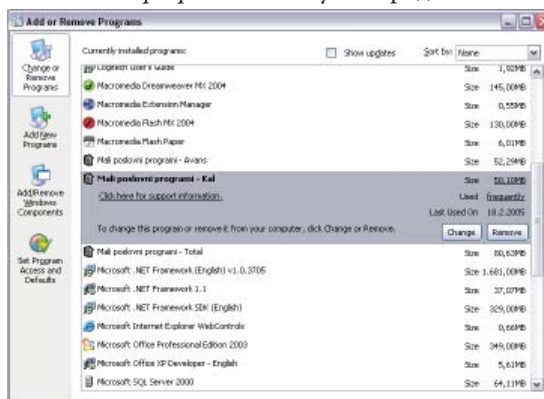 Add or Remove Programs
Currently installed programs:
Show updates
Sort by: Name
Change or
Remove
Programs
Add New
Programs
Add/Remove
Windows
Components
Set Program
Access and
Defaults
Logitech User's Guide Size 1,92MB
Macromedia Dreamweaver MX 2004 Size 145,00MB
Macromedia Extension Manager Size 0,55MB
Macromedia Flash MX 2004 Size 130,00MB
Macromedia Flash Paper Size 6,01MB
Mali poslovni programi - Avans Size 52,29MB
Mali poslovni programi - Kal Size 50,10MB
Click here for support information. Used frequently
Last Used On 18.2.2005
To change this program or remove it from your computer, click Change or Remove. Change Remove
Mali poslovni programi - Total Size 80,63MB
Microsoft .NET Framework (English) v1.0.3705 Size 1.681,00MB
Microsoft .NET Framework 1.1 Size 37,07MB
Microsoft .NET Framework SDK (English) Size 329,00MB
Microsoft Internet Explorer WebControls Size 0,66MB
Microsoft Office Professional Edition 2003 Size 349,00MB
Microsoft Office XP Developer - English Size 5,61MB
Microsoft SQL Server 2000 Size 64,11MB